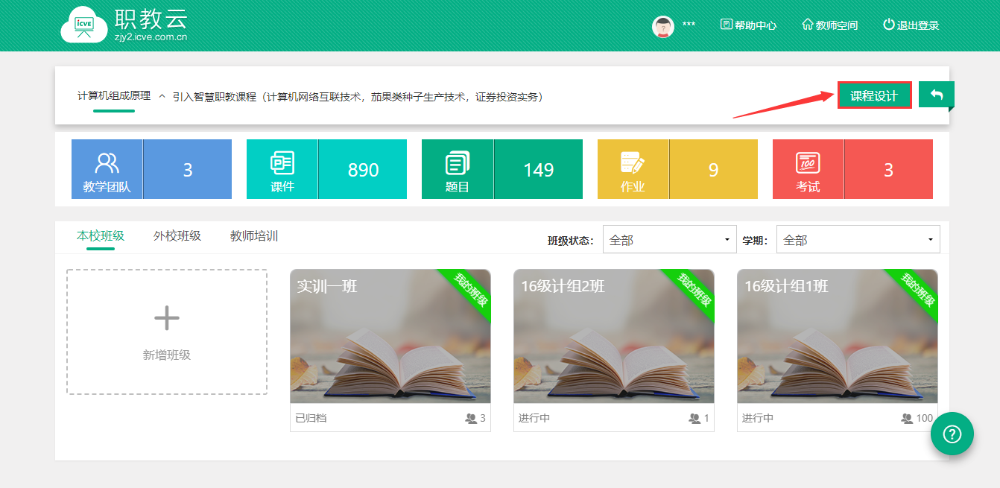 icve
职教云
zjy2.icve.com.cn
***
帮助中心
教师空间
退出登录
计算机组成原理 ^ 引入智慧职教课程（计算机网络互联技术，茄果类种子生产技术，证券投资实务）
课程设计
教学团队
3
课件
890
题目
149
作业
9
100
考试
3
本校班级 外校班级 教师培训
班级状态： 全部 学期： 全部
新增班级
实训一班
我的班级
已归档
3
16级计组2班
我的班级
进行中
1
16级计组1班
我的班级
进行中
100
?